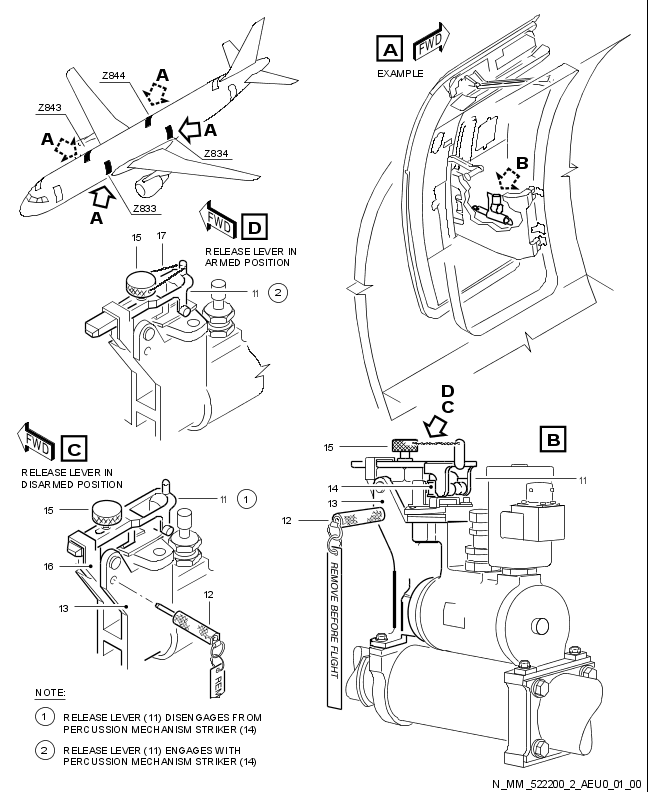 A
FWD
EXAMPLE
Z844
A
Z843
A
A
Z834
B
A
Z833
FWD
D
RELEASE LEVER IN
ARMED POSITION
15
17
11
2
D
C
FWD
C
B
RELEASE LEVER IN
DISARMED POSITION
15
14
11
13
12
REMOVE BEFORE FLIGHT
15
11
1
16
13
12
REM
NOTE:
1
RELEASE LEVER (11) DISENGAGES FROM
PERCUSSION MECHANISM STRIKER (14)
2
RELEASE LEVER (11) ENGAGES WITH
PERCUSSION MECHANISM STRIKER (14)
N_MM_522200_2_AEU0_01_00